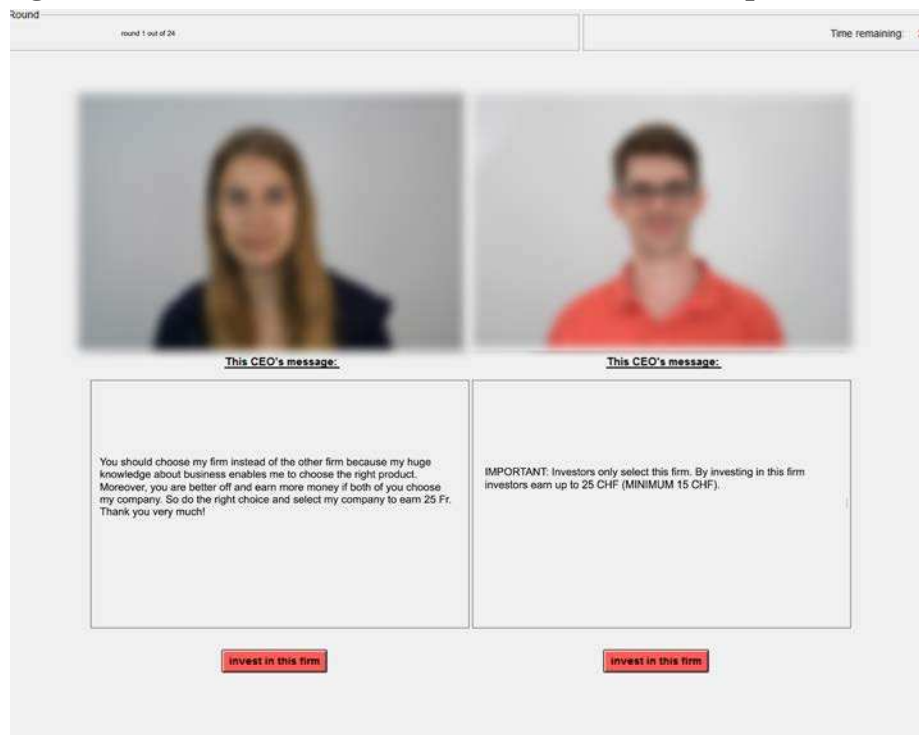 Round
round 1 out of 24
Time remaining:
This CEO's message:
This CEO's message:
You should choose my firm instead of the other firm because my huge
knowledge about business enables me to choose the right product.
Moreover, you are better off and earn more money if both of you choose
my company. So do the right choice and select my company to earn 25 Fr.
Thank you very much!
IMPORTANT: Investors only select this firm. By investing in this firm
investors earn up to 25 CHF (MINIMUM 15 CHF).
invest in this firm
invest in this firm